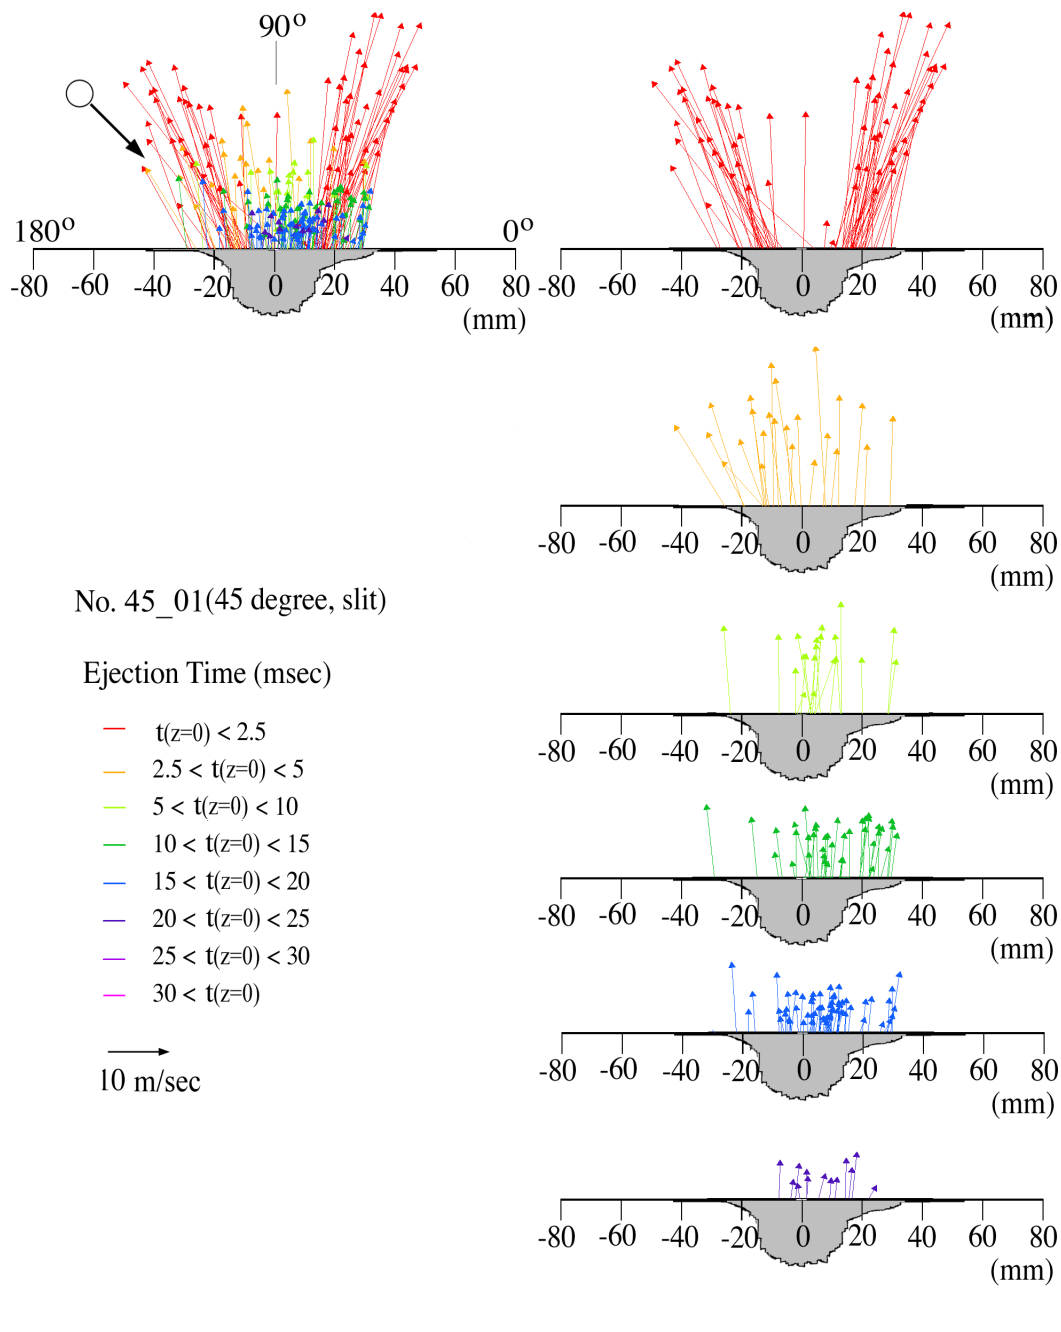 90°
180°
0°
-80 -60 -40 -20 0 20 40 60 80
(mm)
-80 -60 -40 -20 0 20 40 60 80
(mm)
-80 -60 -40 -20 0 20 40 60 80
(mm)
No. 45_01(45 degree, slit)
Ejection Time (msec)
t(z=0) < 2.5
2.5 < t(z=0) < 5
5 < t(z=0) < 10
10 < t(z=0) < 15
15 < t(z=0) < 20
20 < t(z=0) < 25
25 < t(z=0) < 30
30 < t(z=0)
10 m/sec
-80 -60 -40 -20 0 20 40 60 80
(mm)
-80 -60 -40 -20 0 20 40 60 80
(mm)
-80 -60 -40 -20 0 20 40 60 80
(mm)
-80 -60 -40 -20 0 20 40 60 80
(mm)